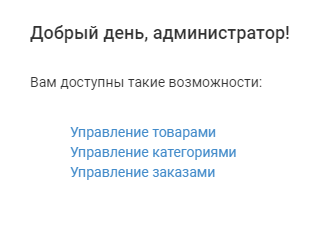 Добрый день, администратор!
Вам доступны такие возможности:
Управление товарами
Управление категориями
Управление заказами